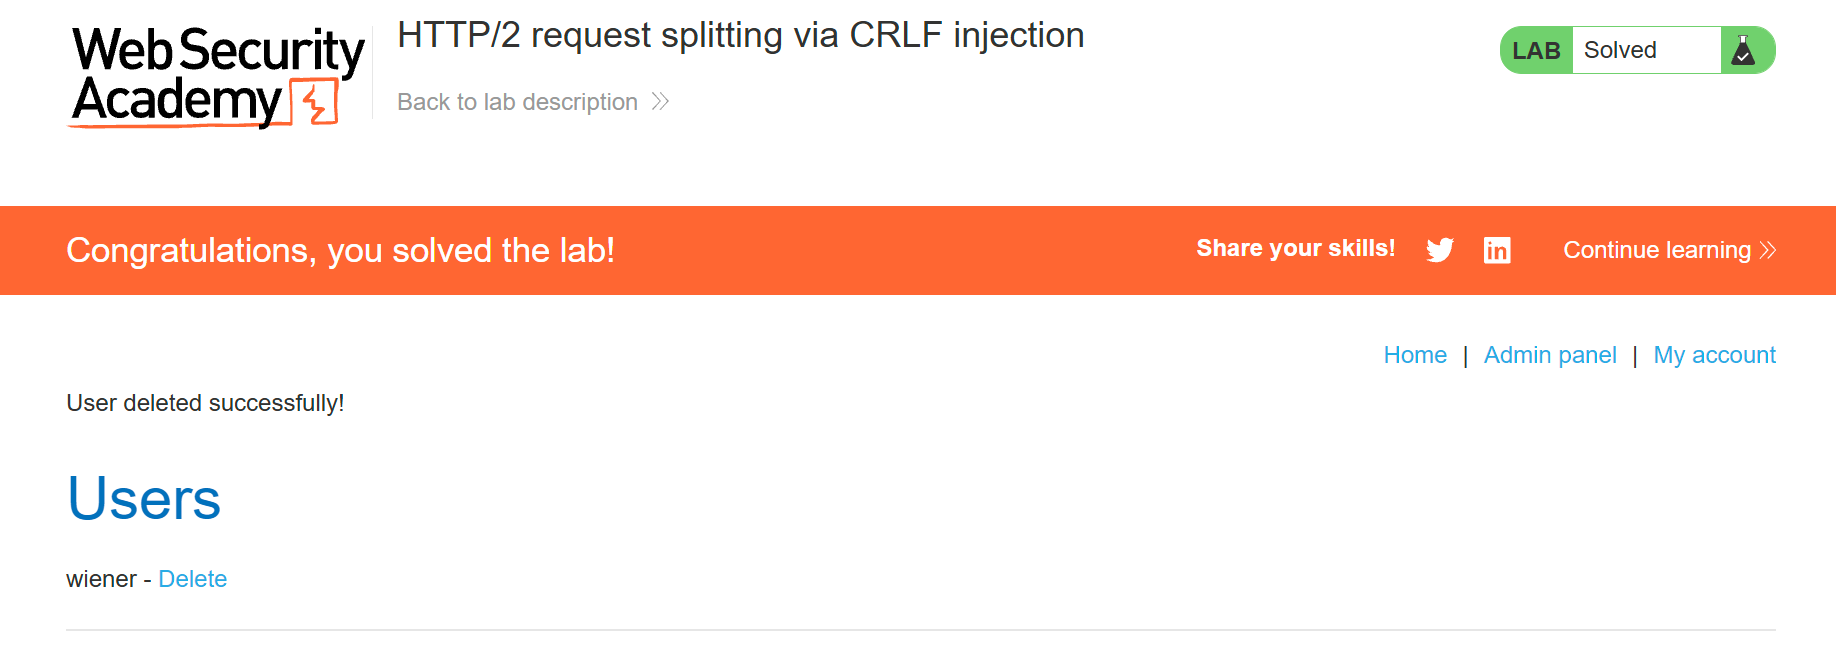 Web Security
Academy
HTTP/2 request splitting via CRLF injection
Back to lab description
LAB Solved
Congratulations, you solved the lab!
Share your skills!
Continue learning
Home | Admin panel | My account
User deleted successfully!
Users
wiener - Delete